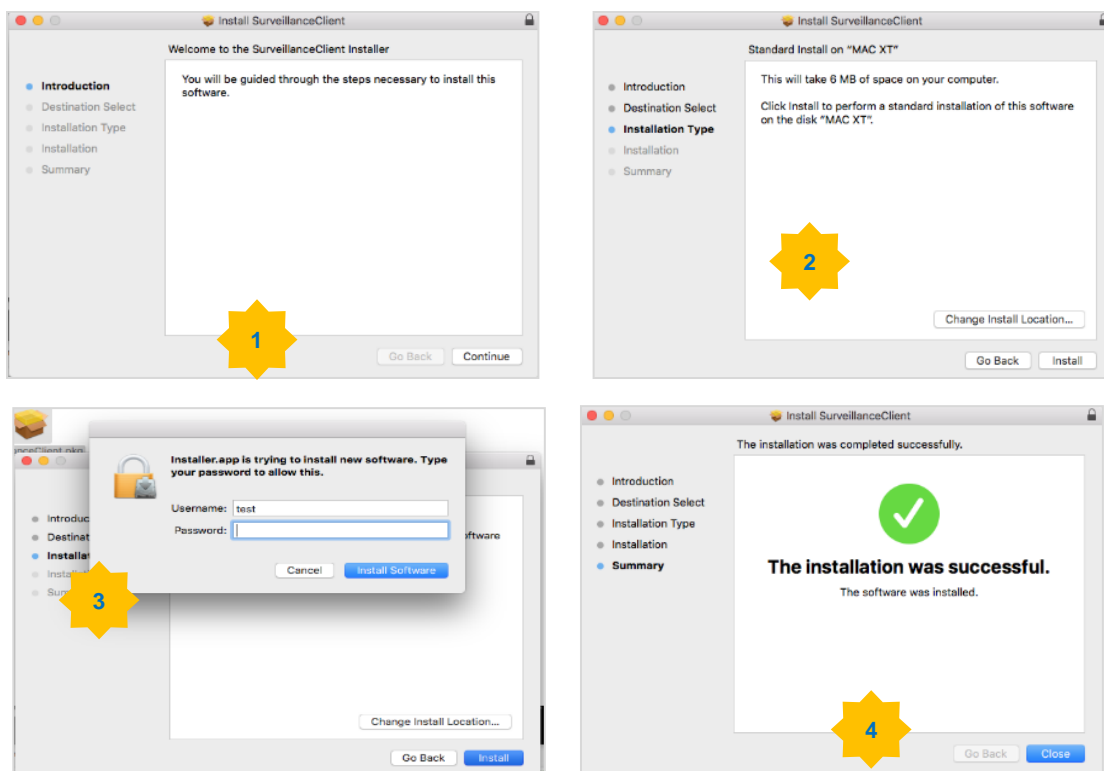 Install SurveillanceClient
Welcome to the SurveillanceClient Installer
Introduction
Destination Select
Installation Type
Installation
Summary
You will be guided through the steps necessary to install this
software.
1
Go Back
Continue
Install SurveillanceClient
Standard Install on “MAC XT”
Introduction
Destination Select
Installation Type
Installation
Summary
This will take 6 MB of space on your computer.
Click Install to perform a standard installation of this software
on the disk “MAC XT”.
2
Change Install Location...
Go Back
Install
Installer.app is trying to install new software. Type
your password to allow this.
Username: test
Password:
Cancel
Install Software
3
Change Install Location...
Go Back
Install
Install SurveillanceClient
The installation was completed successfully.
Introduction
Destination Select
Installation Type
Installation
Summary
The installation was successful.
The software was installed.
4
Go Back
Close